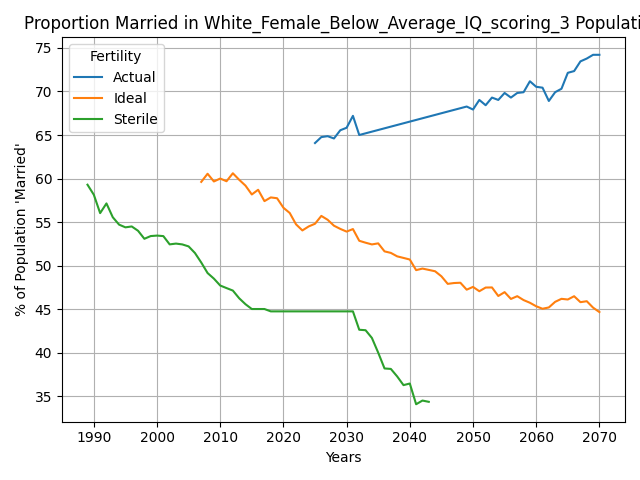 Proportion Married in White_Female_Below_Average_IQ_scoring_3 Populati
75
70
65
60
55
50
45
40
35
% of Population 'Married'
Fertility
Actual
Ideal
Sterile
1990 2000 2010 2020 2030 2040 2050 2060 2070
Years